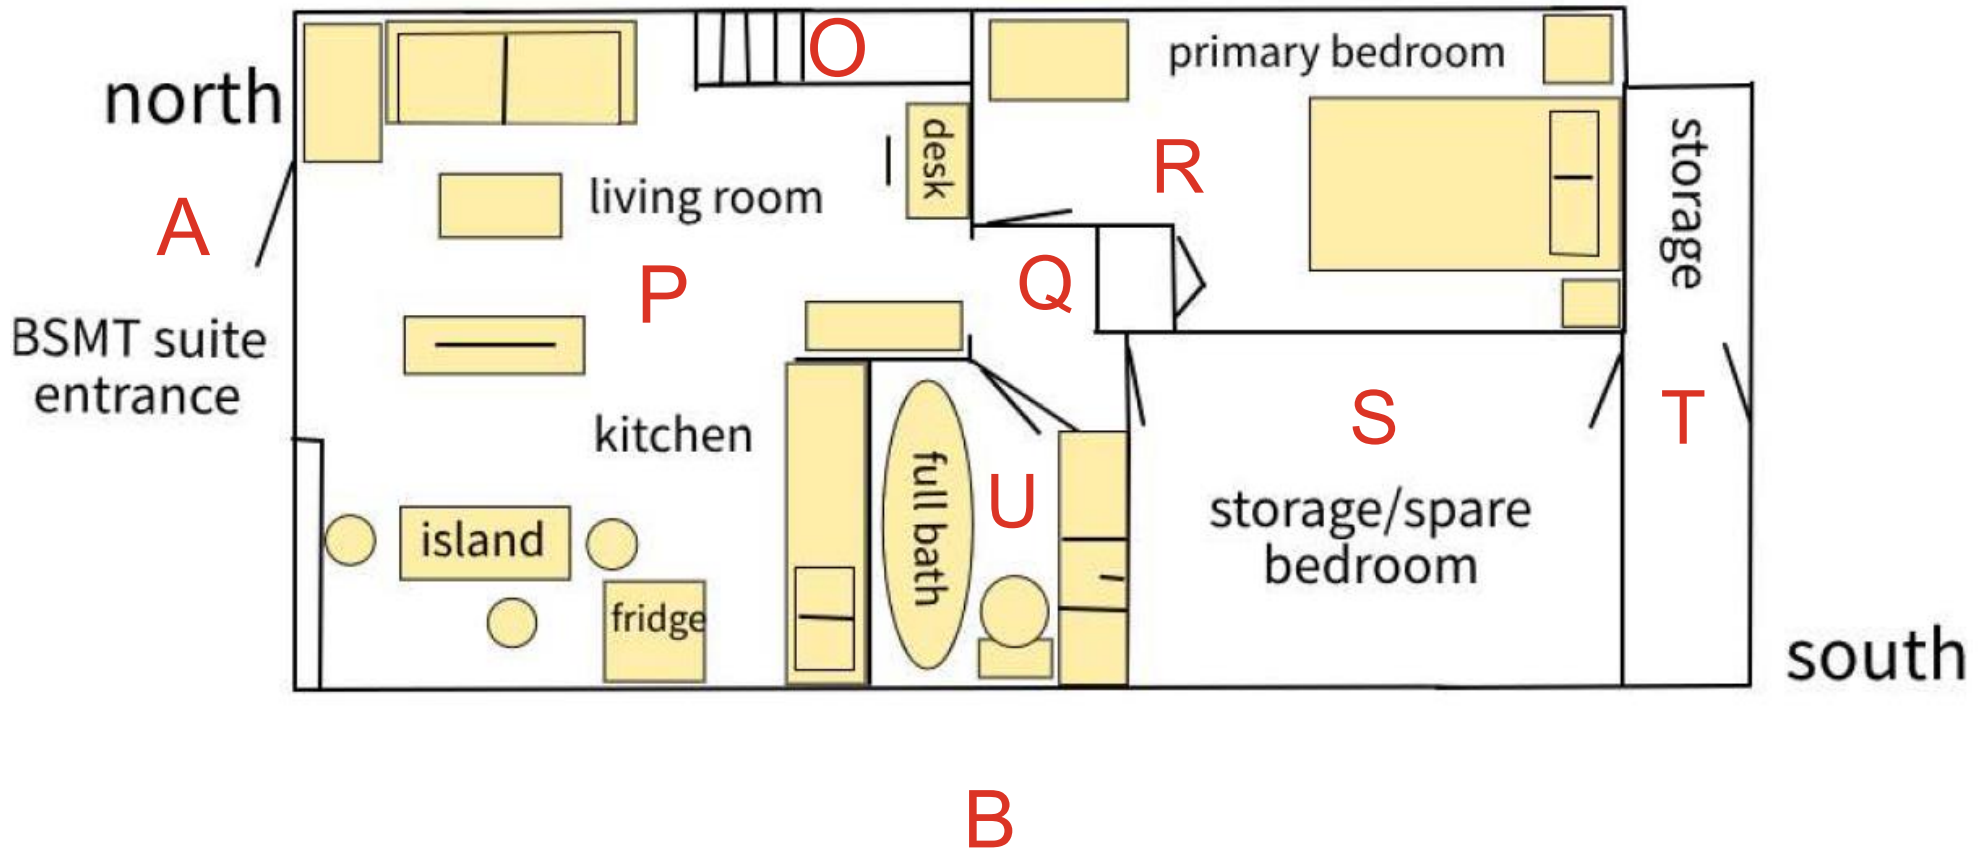 O
primary bedroom
north
desk
storage
R
living room
A
Q
P
BSMT suite
entrance
kitchen
S
T
full bath
U
storage/spare
bedroom
island
fridge
south
B